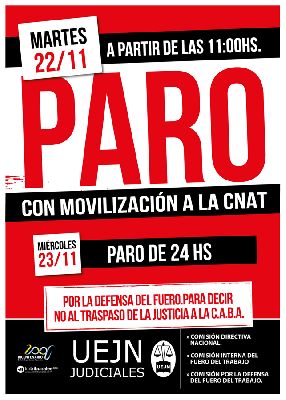 MARTES
22/11
A PARTIR DE LAS 11:00HS.
PARO
CON MOVILIZACIÓN A LA CNAT
MIÉRCOLES
23/11
PARO DE 24 HS
POR LA DEFENSA DEL FUERO.PARA DECIR
NO AL TRASPASO DE LA JUSTICIA A LA C.A.B.A.
UEJN
JUDICIALES
UEJN
• COMISIÓN DIRECTIVA
NACIONAL.
• COMISIÓN INTERNA DEL
FUERO DEL TRABAJO
• COMISIÓN POR LA DEFENSA
DEL FUERO DEL TRABAJO.